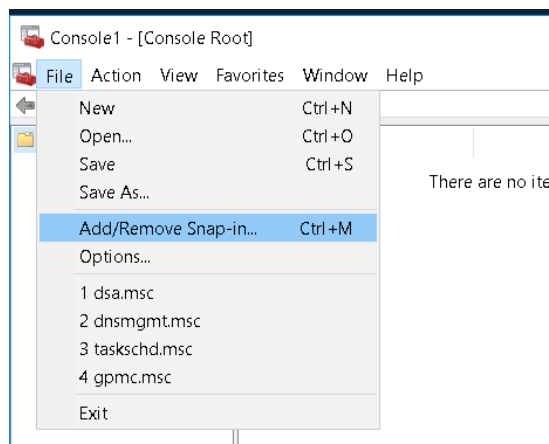 Console1 - [Console Root]
File Action View Favorites Window Help
New Ctrl+N
Open... Ctrl+O
Save Ctrl+S
Save As...
There are no ite
Add/Remove Snap-in... Ctrl+M
Options...
1 dsa.msc
2 dnsmgmt.msc
3 taskschd.msc
4 gpmc.msc
Exit